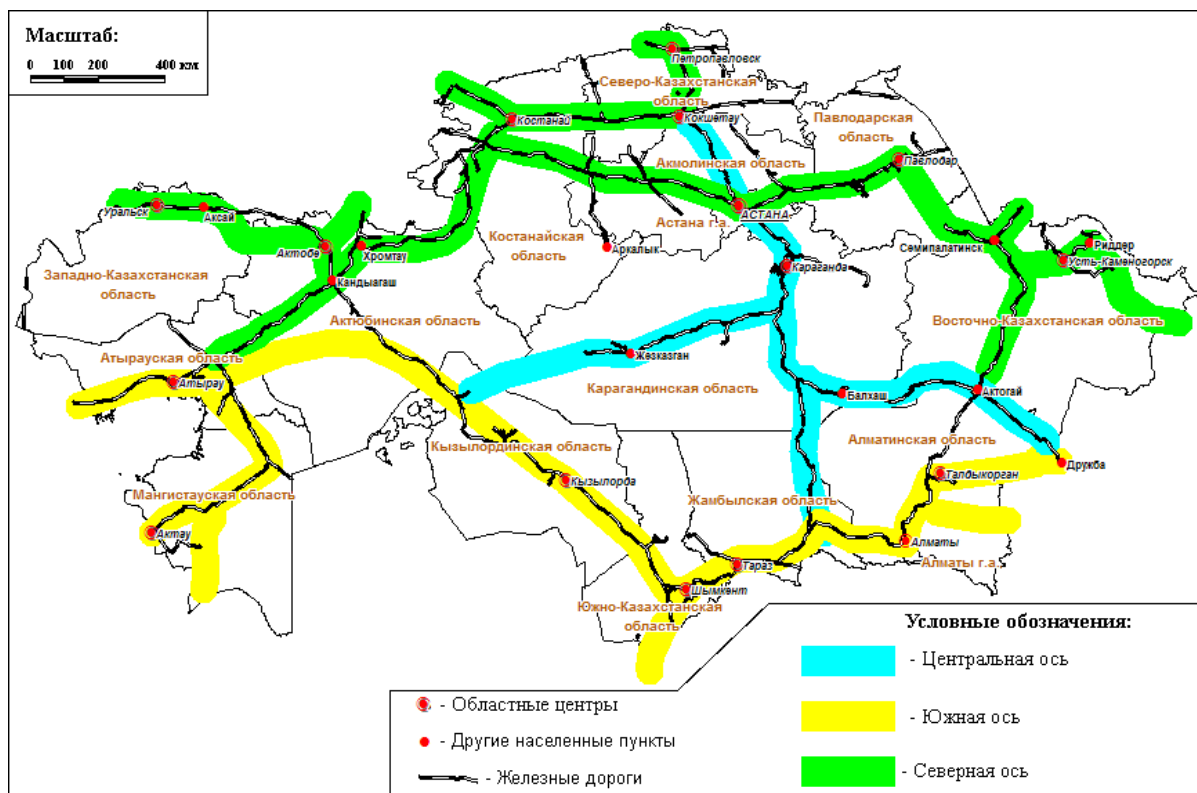 Масштаб:
0 100 200 400 км
Петропавловск
Северо-Казахстанская
область
Костанай
Кокшетау
Павлодарская
область
Павлодар
Акмолинская область
АСТАНА
Астана г.а.
Уральск
Аксай
Актобе
Хромтау
Кандыагаш
Западно-Казахстанская
область
Костанайская
область
Аркалык
Караганда
Семипалатинск
Риддер
Усть-Каменогорск
Восточно-Казахстанская область
Актюбинская область
Атырауская область
Атырау
Жезказган
Карагандинская область
Балхаш
Актогай
Алматинская область
Дружба
Талдыкорган
Кызылординская область
Кызылорда
Мангистауская область
Актау
Жамбылская область
Алматы
Алматы г.а.
Тараз
Шымкент
Южно-Казахстанская
область
Условные обозначения:
- Центральная ось
- Южная ось
- Северная ось
- Областные центры
- Другие населенные пункты
- Железные дороги